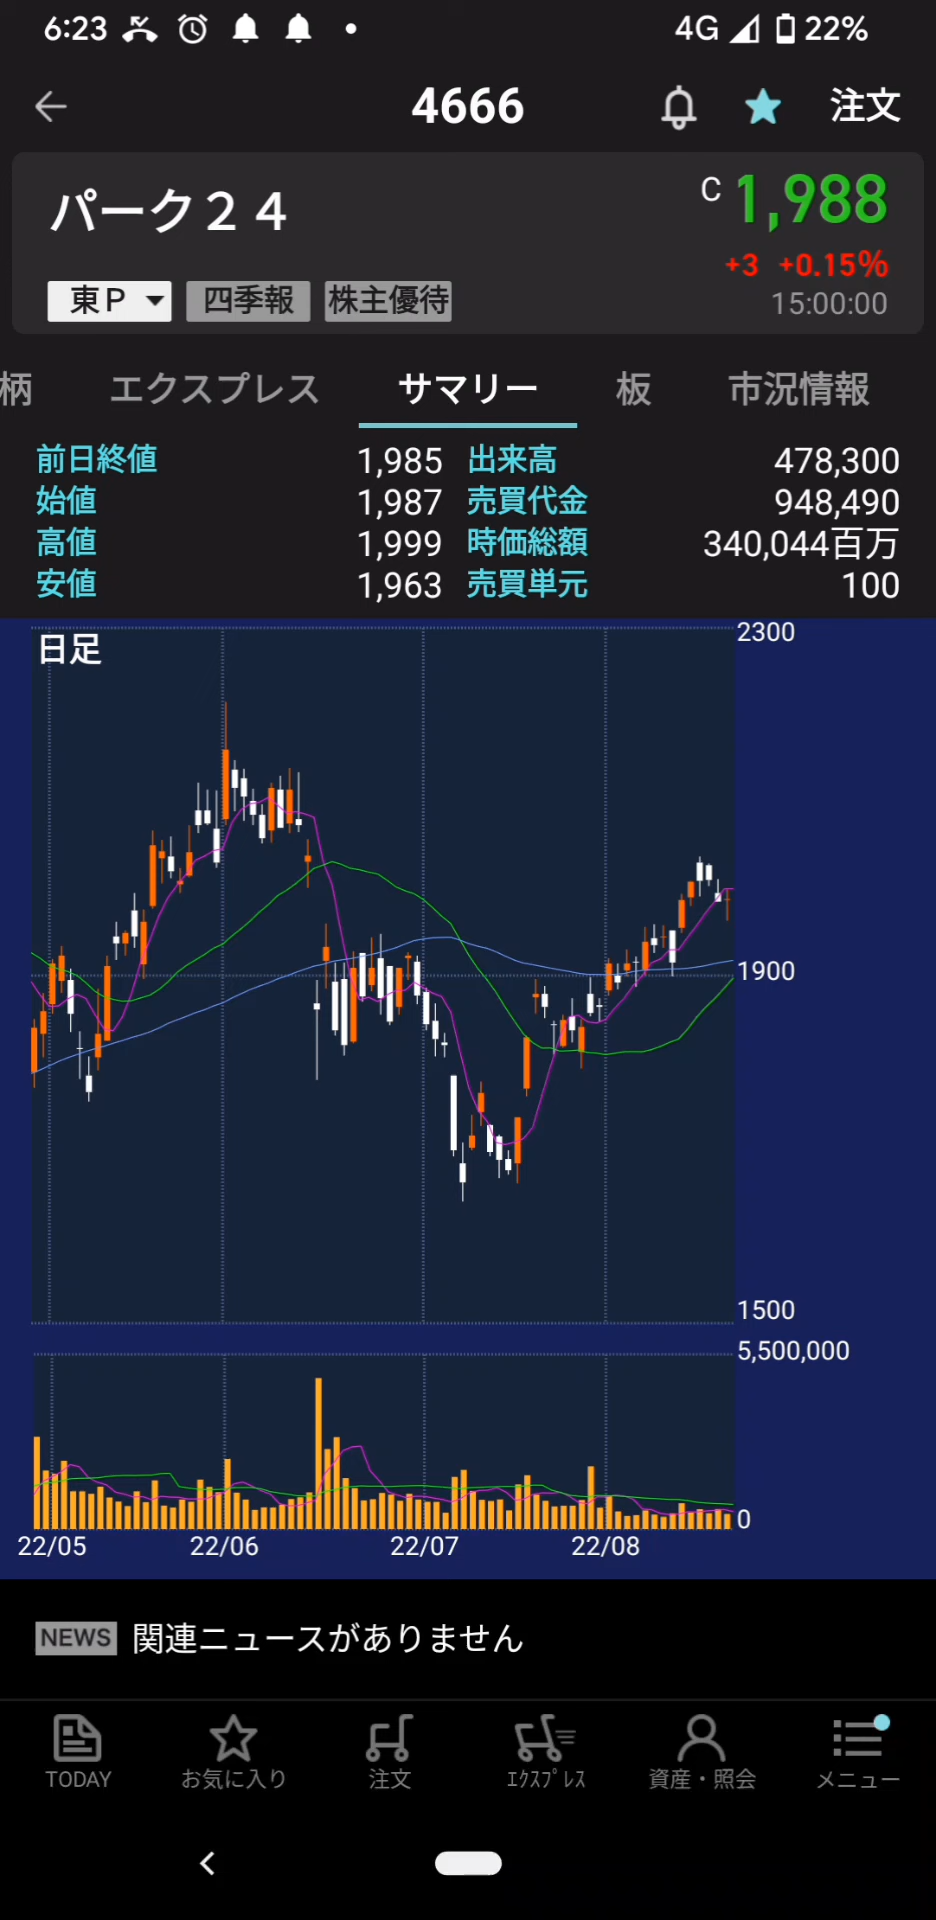 6:23 4G 22%
4666 注文
パーク２４ C 1,988
+3 +0.15%
東P 四季報 株主優待 15:00:00
柄 エクスプレス サマリー 板 市況情報
前日終値 1,985 出来高 478,300
始値 1,987 売買代金 948,490
高値 1,999 時価総額 340,044百万
安値 1,963 売買単元 100
日足
2300
1900
1500
5,500,000
0
22/05 22/06 22/07 22/08
NEWS 関連ニュースがありません
TODAY お気に入り 注文 ｴｸｽﾌﾟﾚｽ 資産・照会 メニュー